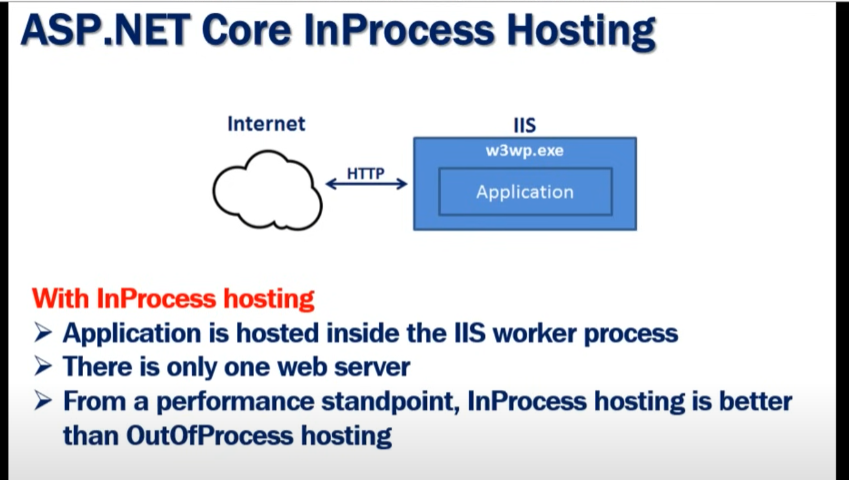 ASP.NET Core InProcess Hosting
Internet
IIS
w3wp.exe
HTTP
Application
With InProcess hosting
➢ Application is hosted inside the IIS worker process
➢ There is only one web server
➢ From a performance standpoint, InProcess hosting is better
than OutOfProcess hosting